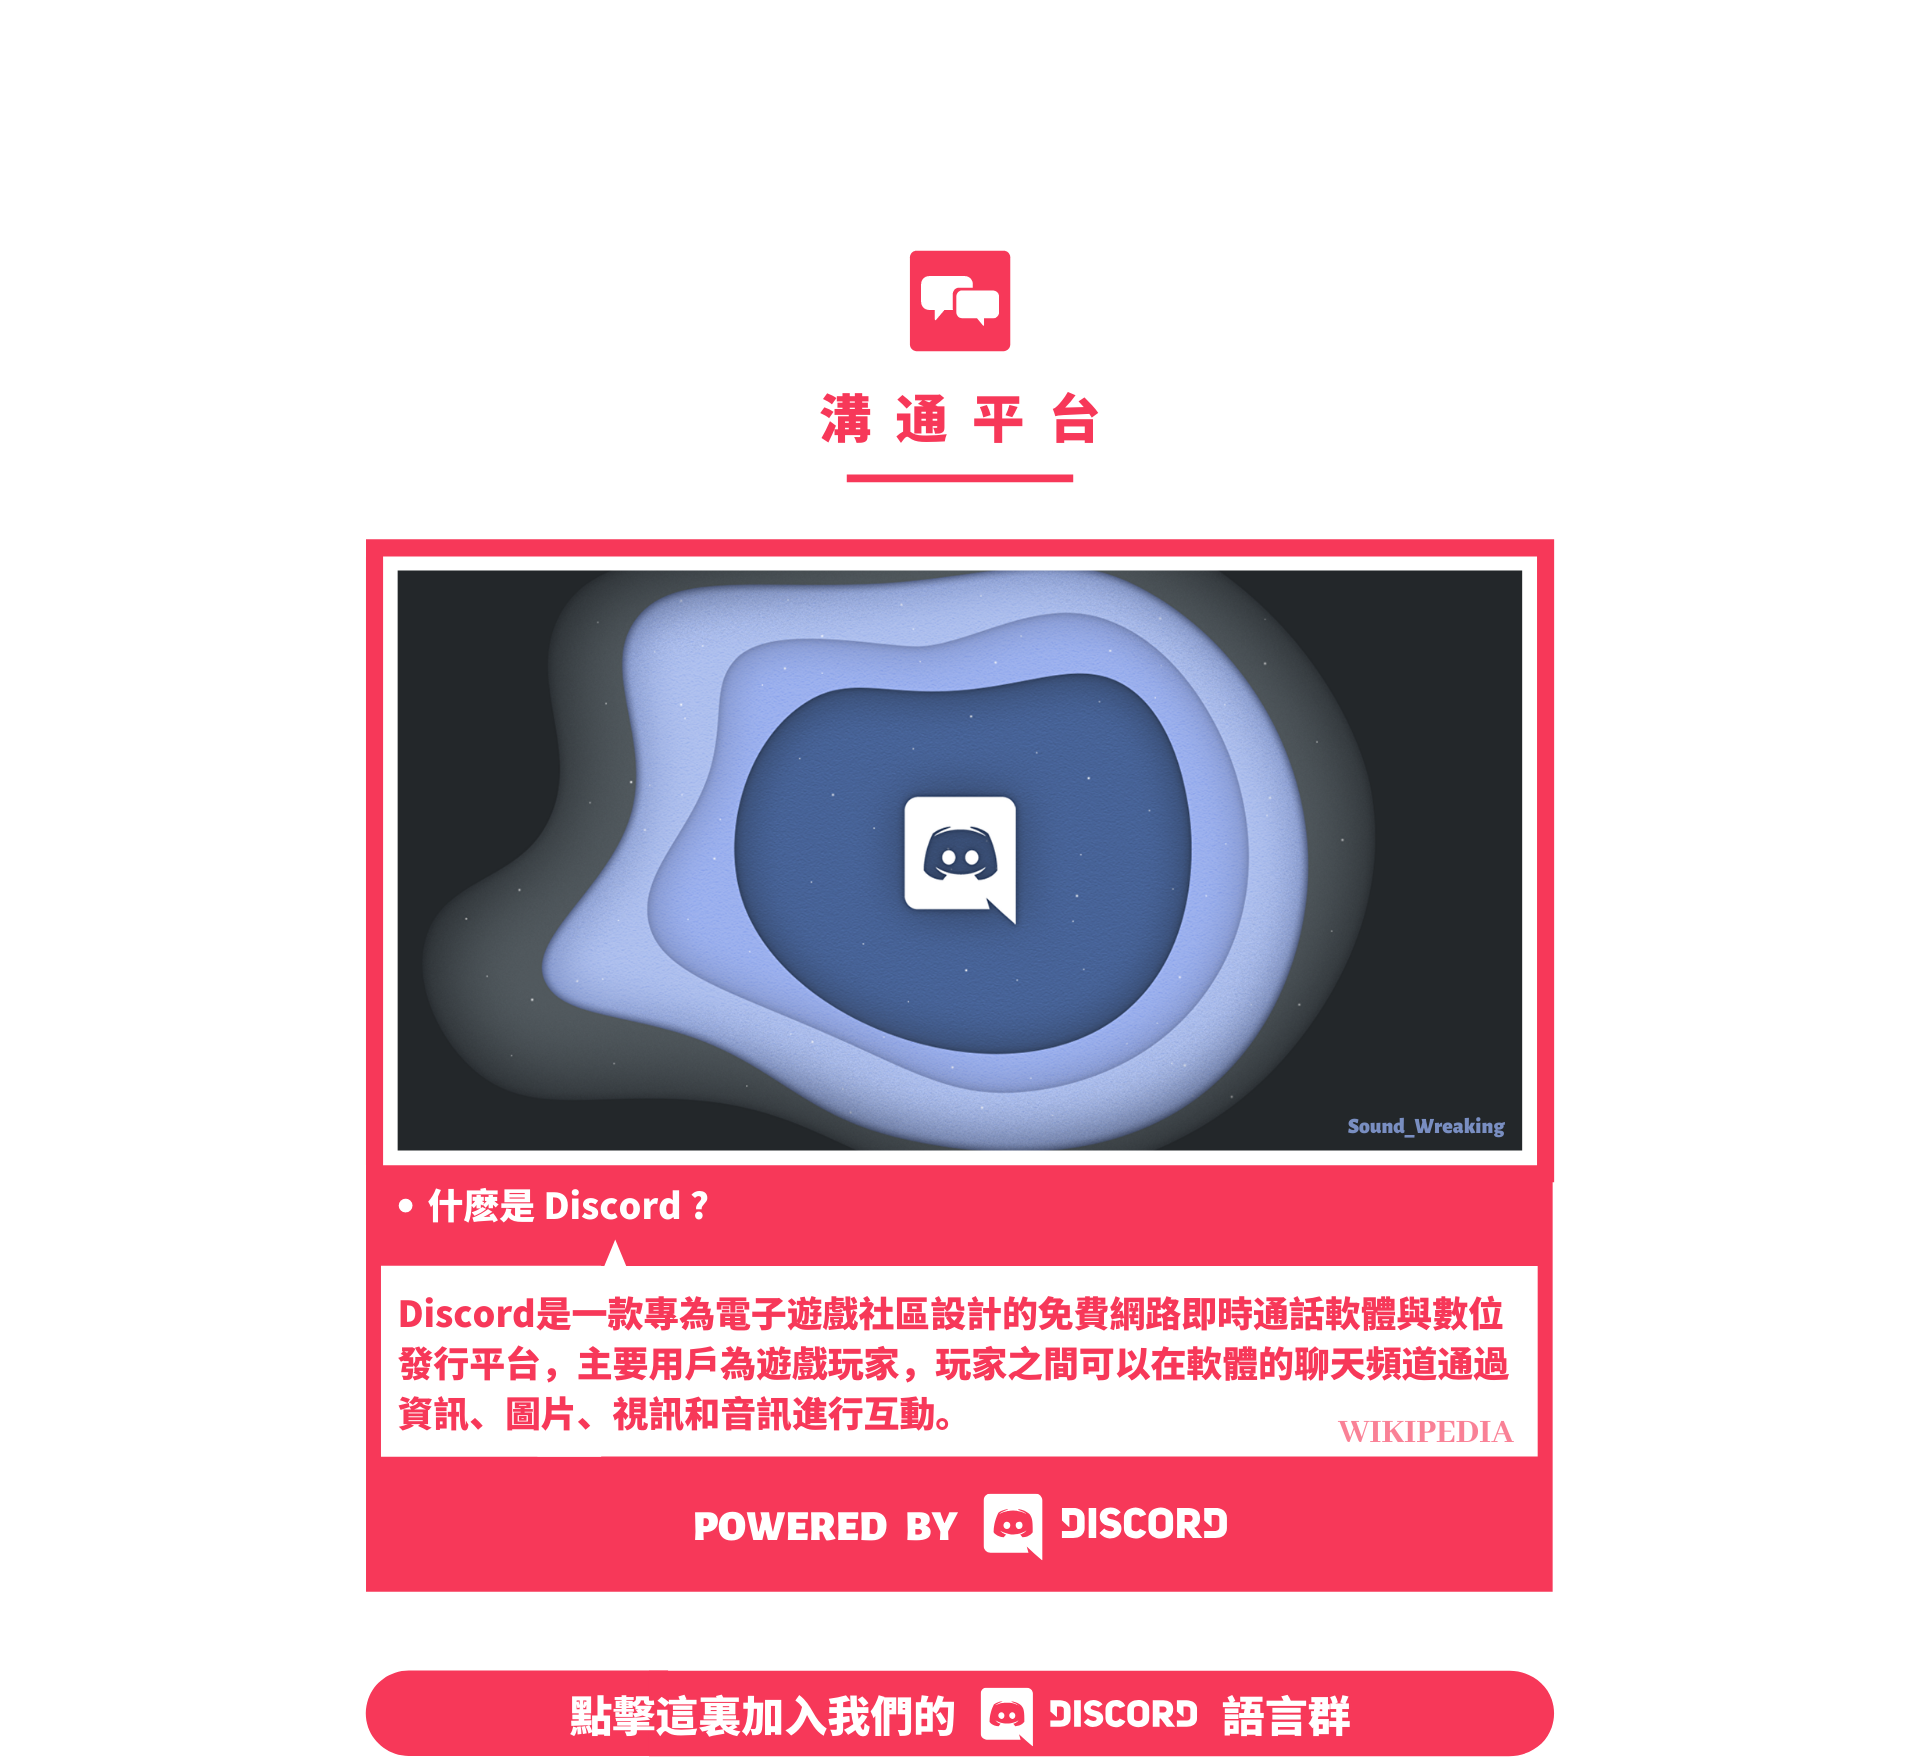 溝通平台
Sound_Wreaking
• 什麼是 Discord ?
Discord是一款專為電子遊戲社區設計的免費網路即時通話軟體與數位
發行平台，主要用戶為遊戲玩家，玩家之間可以在軟體的聊天頻道通過
資訊、圖片、視訊和音訊進行互動。
WIKIPEDIA
POWERED BY DISCORD
點擊這裏加入我們的 DISCORD 語言群